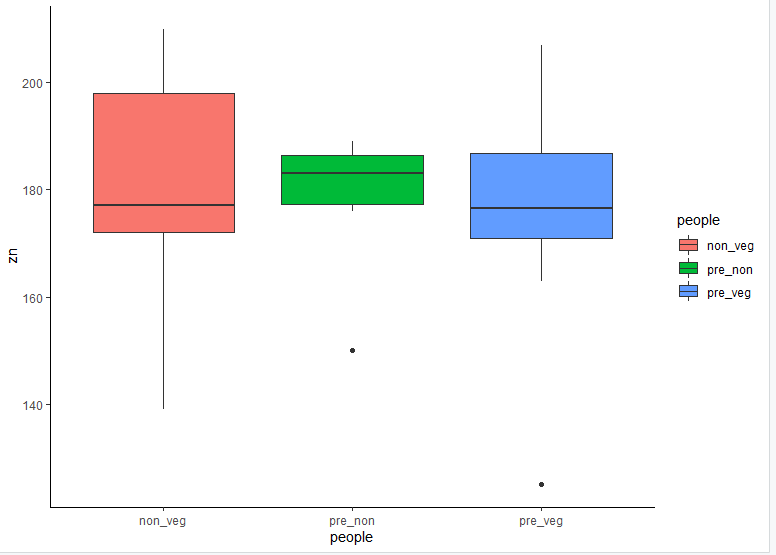 200
180
160
140
zn
non_veg
pre_non
pre_veg
people
people
non_veg
pre_non
pre_veg